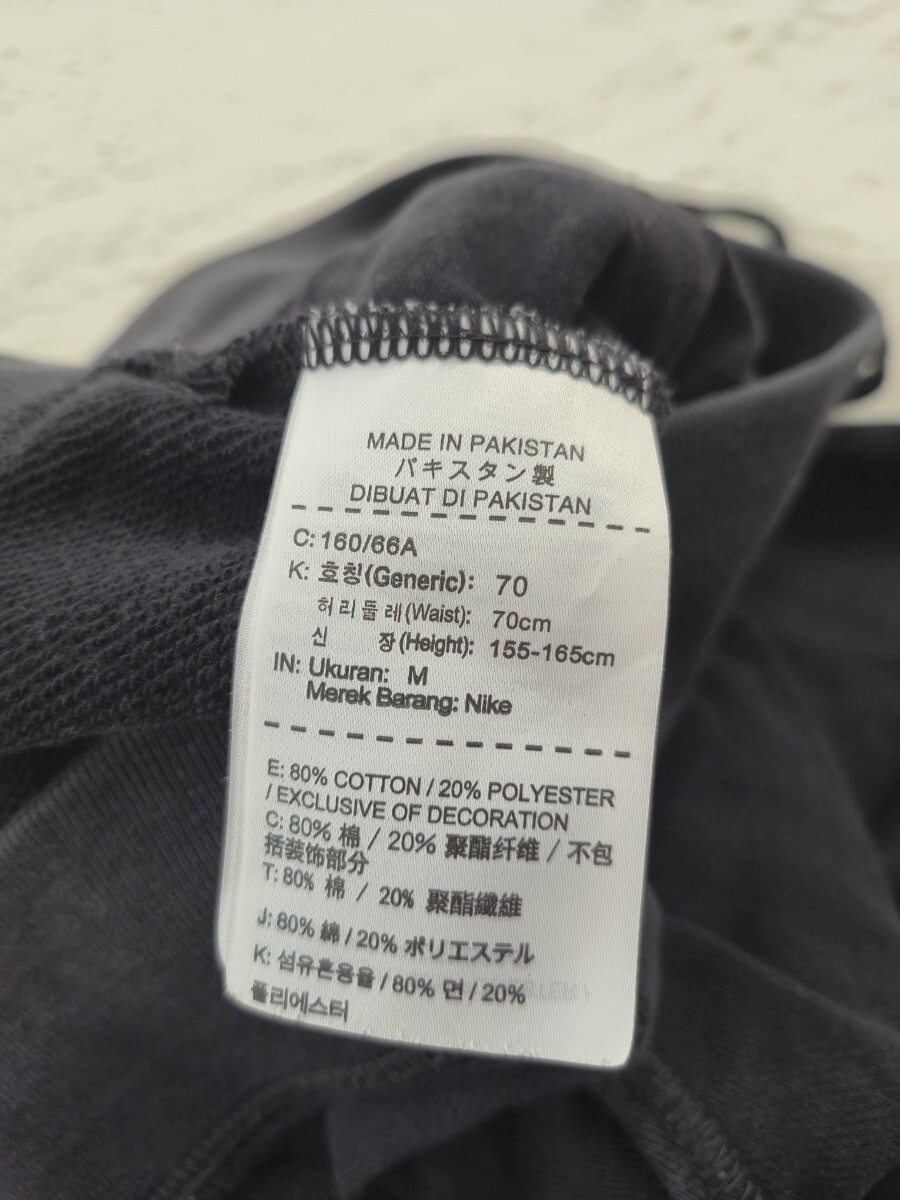 MADE IN PAKISTAN
パキスタン製
DIBUAT DI PAKISTAN
C: 160/66A
K: 호칭(Generic): 70
허리둘레(Waist): 70cm
신 장(Height): 155-165cm
IN: Ukuran: M
Merek Barang: Nike
E: 80% COTTON / 20% POLYESTER
/ EXCLUSIVE OF DECORATION
C: 80% 棉 / 20% 聚酯纤维 / 不包
括装饰部分
T: 80% 棉 / 20% 聚酯纖維
J: 80% 綿 / 20% ポリエステル
K: 섬유혼용율 / 80% 면 / 20%
폴리에스터